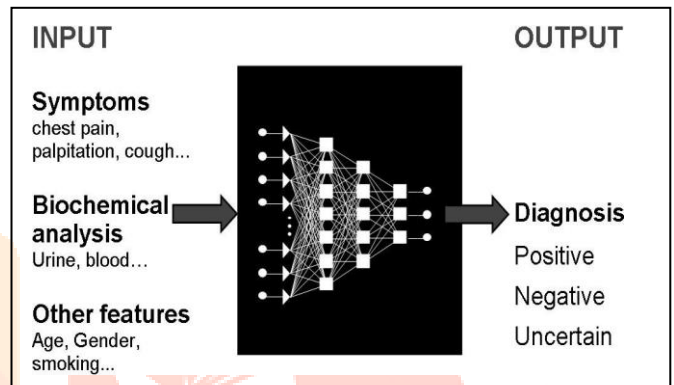 INPUT
Symptoms
chest pain,
palpitation, cough...
Biochemical
analysis
Urine, blood...
Other features
Age, Gender,
smoking...
OUTPUT
Diagnosis
Positive
Negative
Uncertain